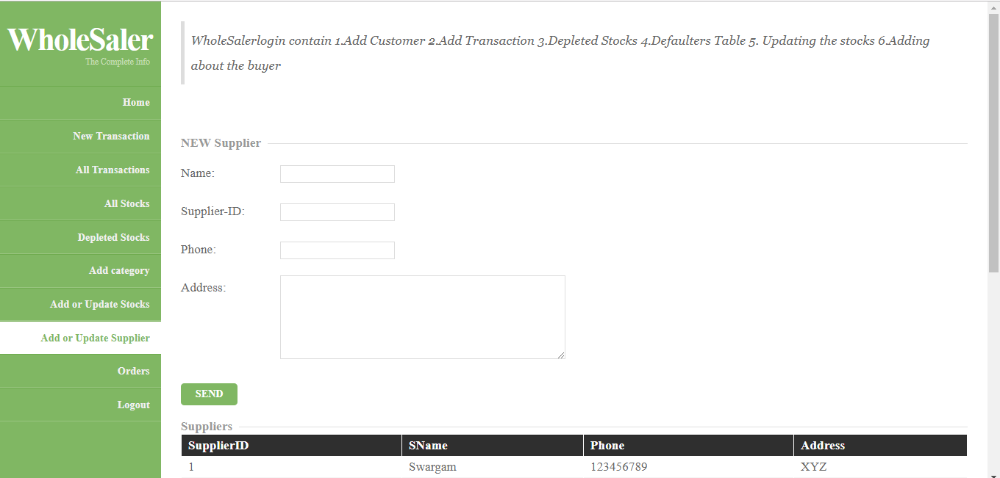 WholeSaler
The Complete Info
Home
New Transaction
All Transactions
All Stocks
Depleted Stocks
Add category
Add or Update Stocks
Add or Update Supplier
Orders
Logout
WholeSalerlogin contain 1.Add Customer 2.Add Transaction 3.Depleted Stocks 4.Defaulters Table 5. Updating the stocks 6.Adding
about the buyer
NEW Supplier
Name:
Supplier-ID:
Phone:
Address:
SEND
Suppliers
SupplierID SName Phone Address
1 Swargam 123456789 XYZ